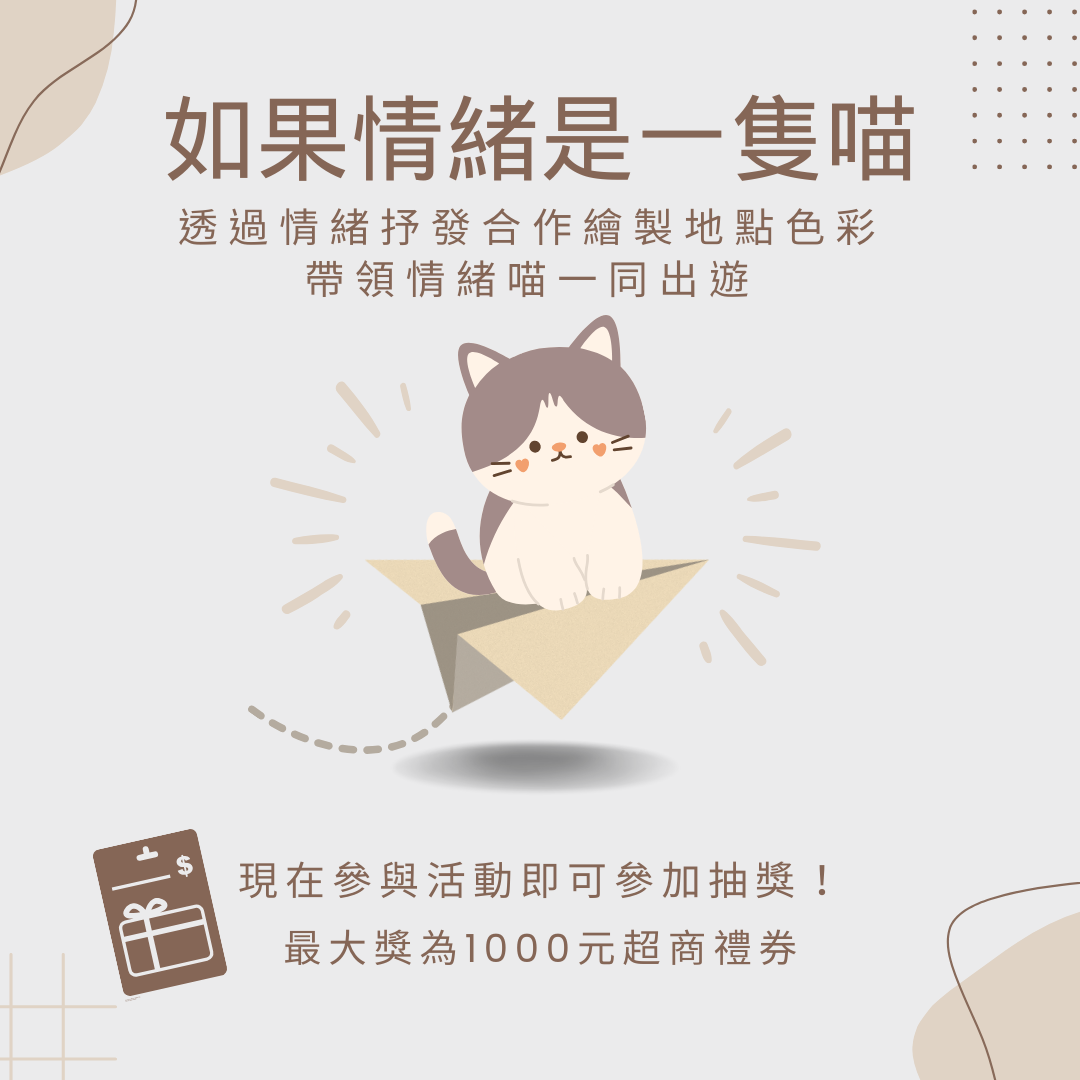 如果情緒是一隻喵
透過情緒抒發合作繪製地點色彩
帶領情緒喵一同出遊
$
現在參與活動即可參加抽獎！
最大獎為1000元超商禮券